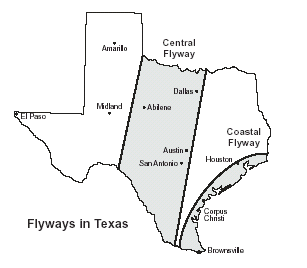 Central
Flyway
Amarillo
Dallas
Midland
Abilene
El Paso
Coastal
Flyway
Austin
San Antonio
Houston
Flyways in Texas
Corpus
Christi
Brownsville